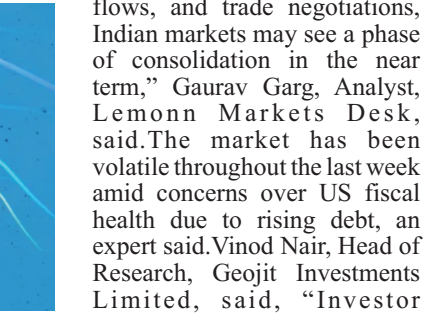 flows, and trade negotiations,
Indian markets may see a phase
of consolidation in the near
term,” Gaurav Garg, Analyst,
Lemonn Markets Desk,
said.The market has been
volatile throughout the last week
amid concerns over US fiscal
health due to rising debt, an
expert said.Vinod Nair, Head of
Research, Geojit Investments
Limited, said, “Investor